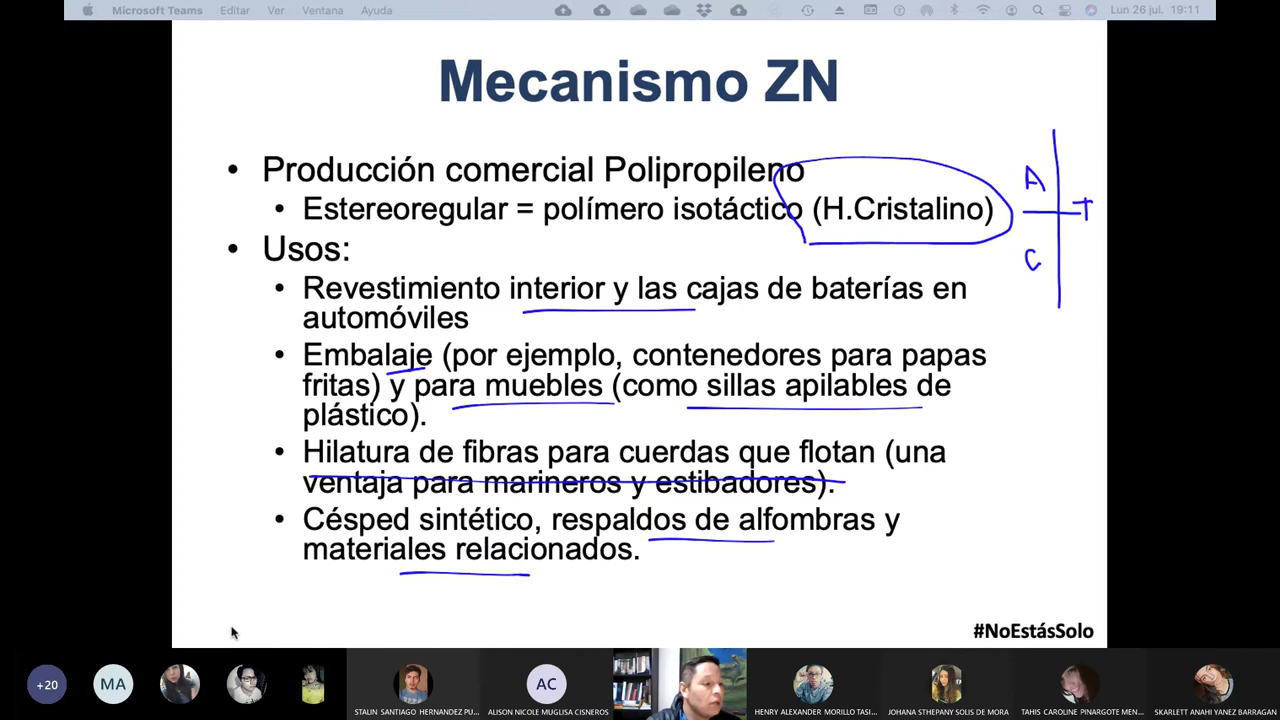 Microsoft Teams Editar Ver Ventana Ayuda Lun 26 jul. 19:11
Mecanismo ZN
• Producción comercial Polipropileno
• Estereoregular = polímero isotáctico (H.Cristalino)
A
T
C
• Usos:
• Revestimiento interior y las cajas de baterías en
automóviles
• Embalaje (por ejemplo, contenedores para papas
fritas) y para muebles (como sillas apilables de
plástico).
• Hilatura de fibras para cuerdas que flotan (una
ventaja para marineros y estibadores).
• Césped sintético, respaldos de alfombras y
materiales relacionados.
#NoEstásSolo
+20 MA AC
STALIN SANTIAGO HERNANDEZ PU... ALISON NICOLE MUGLISA CISNEROS HENRY ALEXANDER MORILLO TASI... JOHANA STHEPANY SOLIS DE MORA TAHIS CAROLINE PINARGOTE MEN... SKARLETT ANAHI YANEZ BARRAGAN